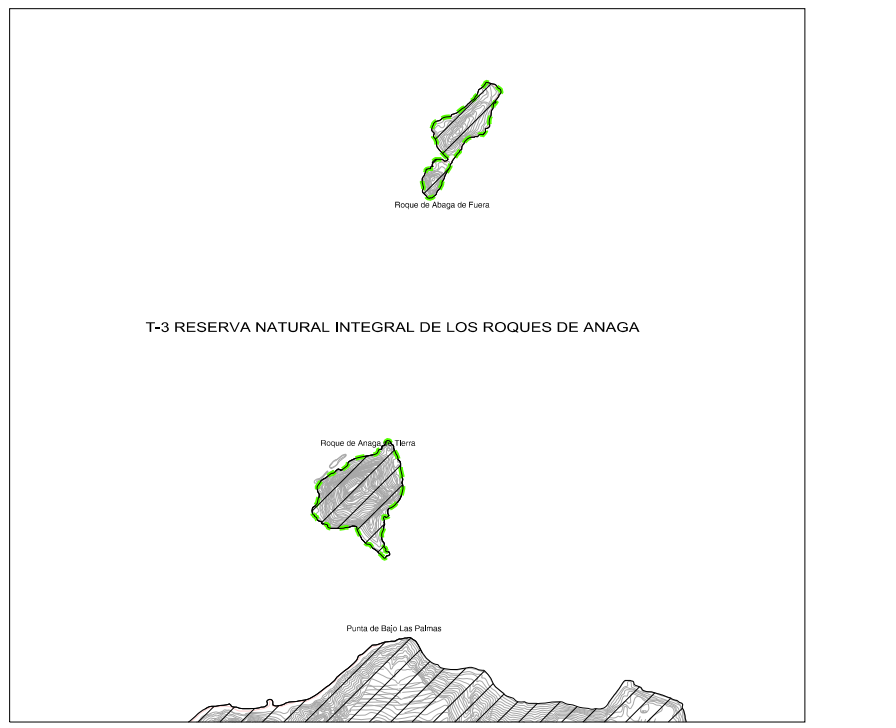 Roque de Abaga de Fuera
T-3 RESERVA NATURAL INTEGRAL DE LOS ROQUES DE ANAGA
Roque de Anaga de Tierra
Punta de Bajo Las Palmas